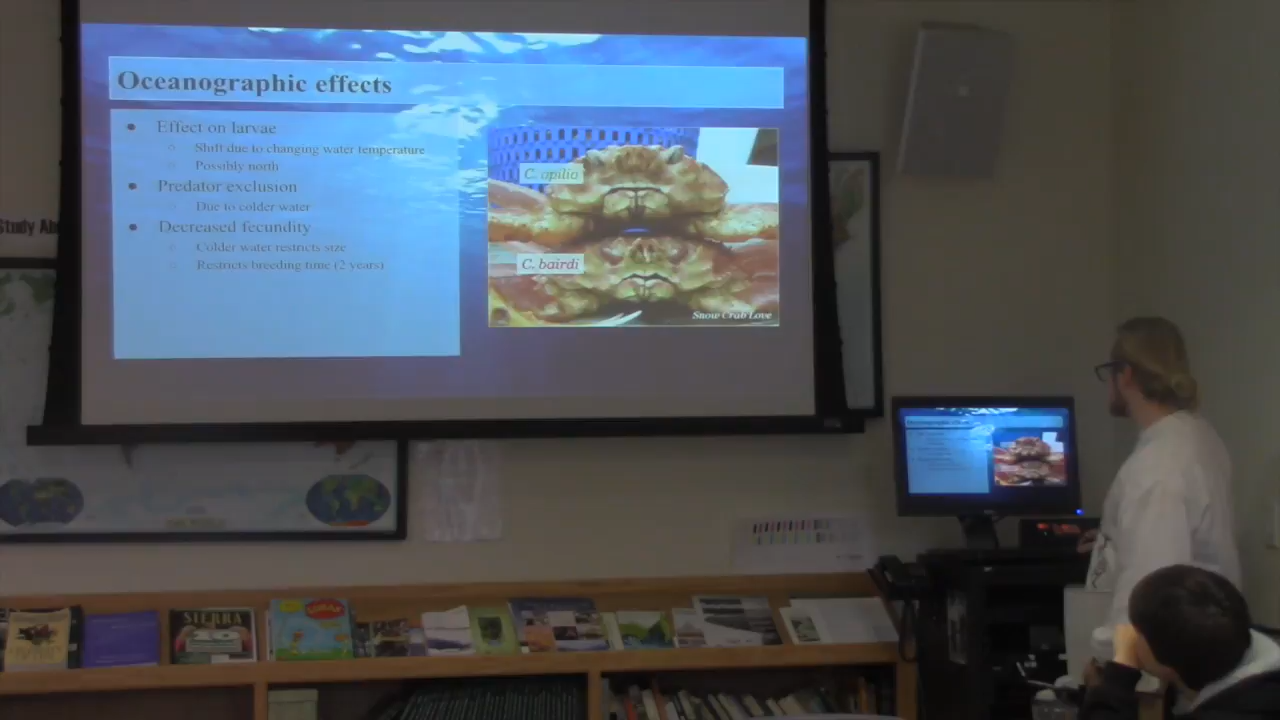 Oceanographic effects
● Effect on larvae
○ Shift due to changing water temperature
○ Possibly north
● Predator exclusion
○ Due to colder water
● Decreased fecundity
○ Colder water restricts size
○ Restricts breeding time (2 years)
C. opilio
C. bairdi
Snow Crab Love
Study
SIERRA